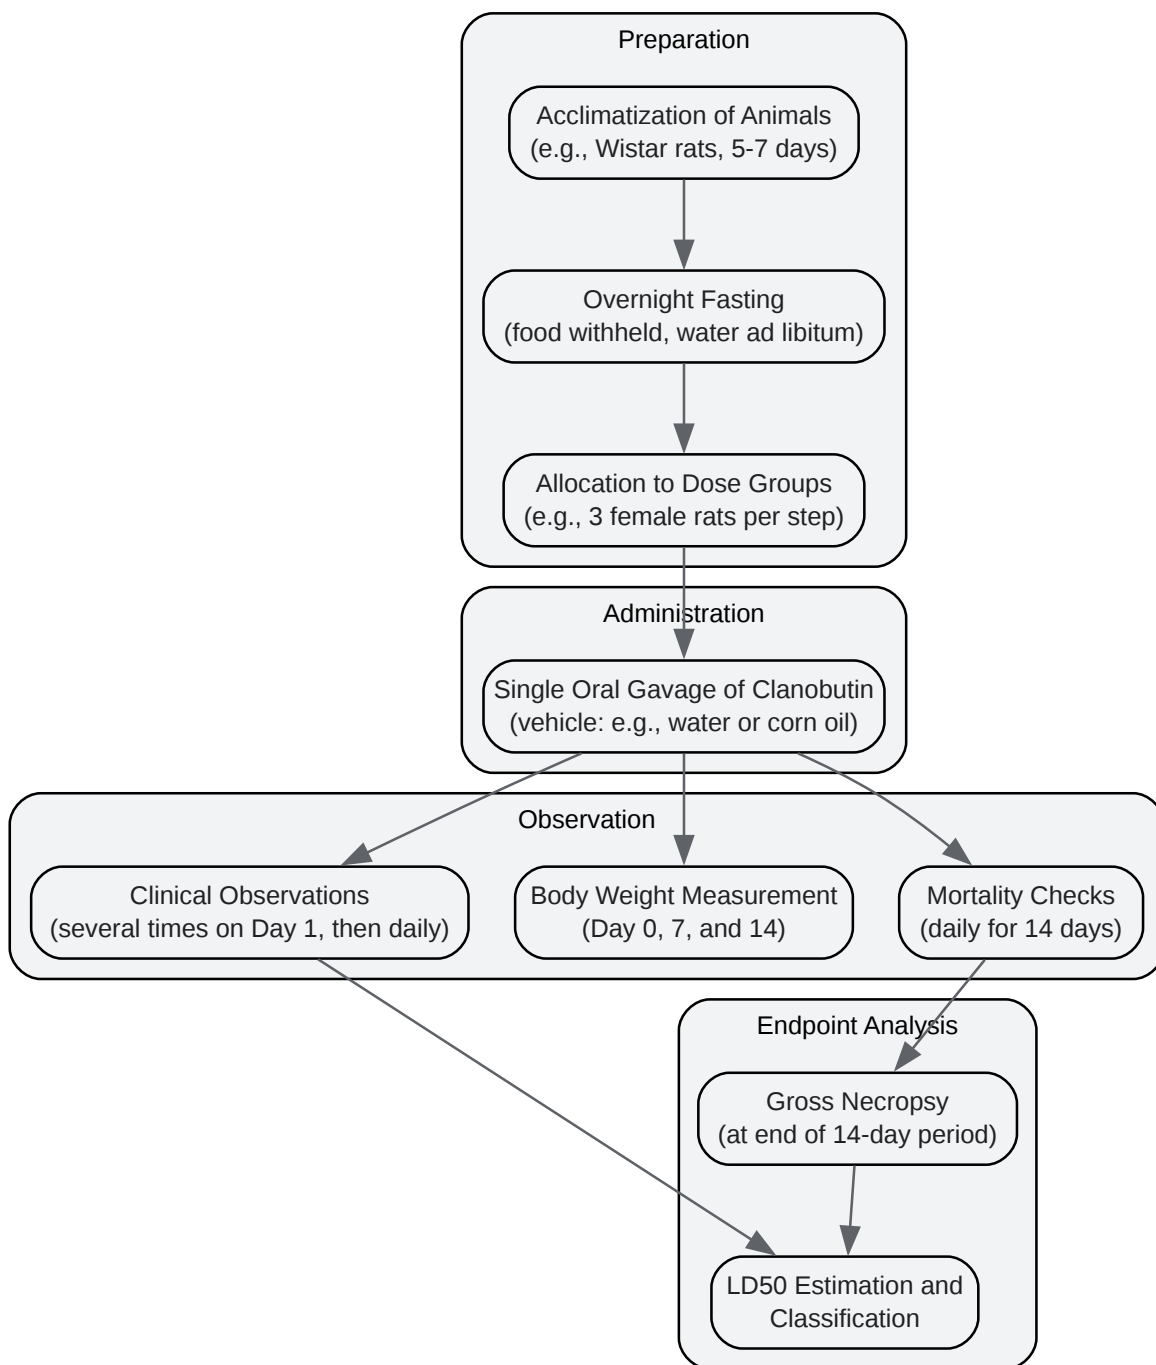 Preparation
Acclimatization of Animals
(e.g., Wistar rats, 5-7 days)
Overnight Fasting
(food withheld, water ad libitum)
Allocation to Dose Groups
(e.g., 3 female rats per step)
Administration
Single Oral Gavage of Clanobutin
(vehicle: e.g., water or corn oil)
Observation
Clinical Observations
(several times on Day 1, then daily)
Body Weight Measurement
(Day 0, 7, and 14)
Mortality Checks
(daily for 14 days)
Endpoint Analysis
Gross Necropsy
(at end of 14-day period)
LD50 Estimation and
Classification